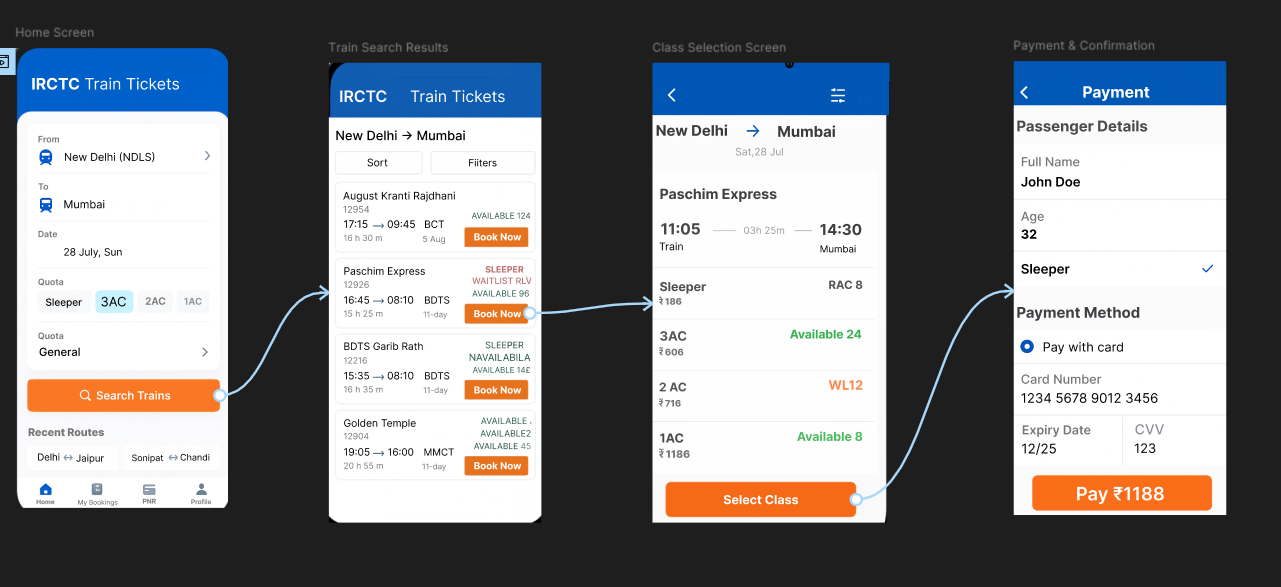 Home Screen
IRCTC Train Tickets
From
New Delhi (NDLS)
To
Mumbai
Date
28 July, Sun
Quota
Sleeper 3AC 2AC 1AC
Quota
General
Search Trains
Recent Routes
Delhi ↔ Jaipur Sonipat ↔ Chandi
Home My Bookings PNR Profile
Train Search Results
IRCTC Train Tickets
New Delhi → Mumbai
Sort Fliters
August Kranti Rajdhani
12954
AVAILABLE 124
17:15 → 09:45 BCT
16 h 30 m 5 Aug
Book Now
Paschim Express
SLEEPER
12926
WAITLIST RLV
AVAILABLE 96
16:45 → 08:10 BDTS
15 h 25 m 11-day
Book Now
BDTS Garib Rath
SLEEPER
12216
NAVAILABILA
AVAILABLE 14£
15:35 → 08:10 BDTS
16 h 35 m 11-day
Book Now
Golden Temple
AVAILABLE .
12904
AVAILABLE2
AVAILABLE 45
19:05 → 16:00 MMCT
20 h 55 m 11-day
Book Now
Class Selection Screen
New Delhi → Mumbai
Sat,28 Jul
Paschim Express
11:05 03h 25m 14:30
Train Mumbai
Sleeper RAC 8
₹186
3AC Available 24
₹606
2 AC WL12
₹716
1AC Available 8
₹1186
Select Class
Payment & Confirmation
Payment
Passenger Details
Full Name
John Doe
Age
32
Sleeper
Payment Method
Pay with card
Card Number
1234 5678 9012 3456
Expiry Date CVV
12/25 123
Pay ₹1188